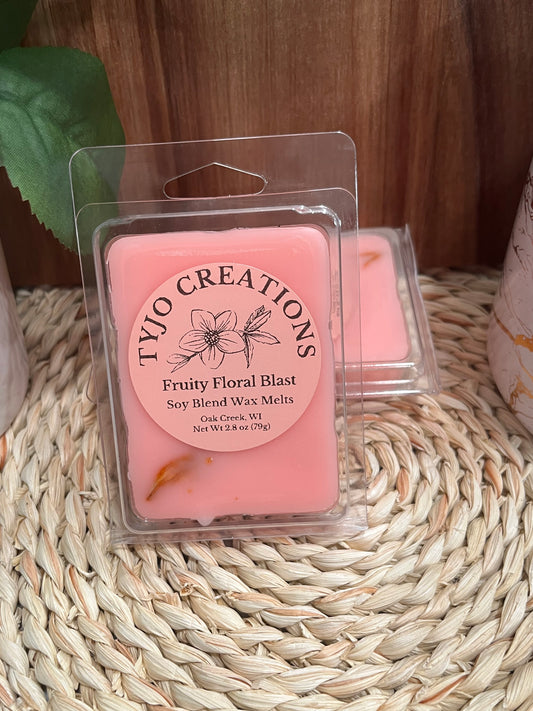 TYJO CREATIONS
Fruity Floral Blast
Soy Blend Wax Melts
Oak Creek, WI
Net Wt 2.8 oz (79g)